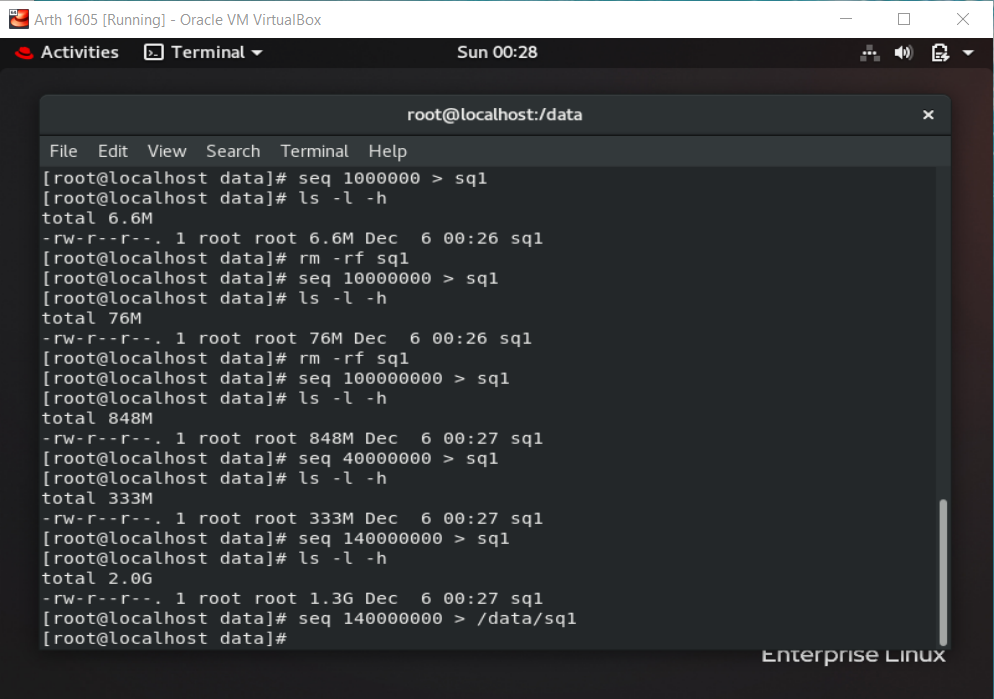 Arth 1605 [Running] - Oracle VM VirtualBox
Activities Terminal Sun 00:28
root@localhost:/data
File Edit View Search Terminal Help
[root@localhost data]# seq 1000000 > sq1
[root@localhost data]# ls -l -h
total 6.6M
-rw-r--r--. 1 root root 6.6M Dec  6 00:26 sq1
[root@localhost data]# rm -rf sq1
[root@localhost data]# seq 10000000 > sq1
[root@localhost data]# ls -l -h
total 76M
-rw-r--r--. 1 root root 76M Dec  6 00:26 sq1
[root@localhost data]# rm -rf sq1
[root@localhost data]# seq 100000000 > sq1
[root@localhost data]# ls -l -h
total 848M
-rw-r--r--. 1 root root 848M Dec  6 00:27 sq1
[root@localhost data]# seq 40000000 > sq1
[root@localhost data]# ls -l -h
total 333M
-rw-r--r--. 1 root root 333M Dec  6 00:27 sq1
[root@localhost data]# seq 140000000 > sq1
[root@localhost data]# ls -l -h
total 2.0G
-rw-r--r--. 1 root root 1.3G Dec  6 00:27 sq1
[root@localhost data]# seq 140000000 > /data/sq1
[root@localhost data]#
Enterprise Linux